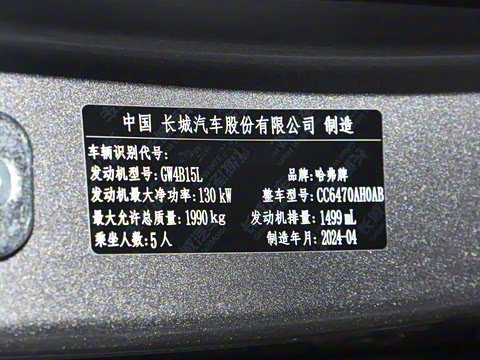 中国 长城汽车股份有限公司 制造
车辆识别代号:
发动机型号: GW4B15L 品牌: 哈弗牌
发动机最大净功率: 130 kW 整车型号: CC6470AH0AB
最大允许总质量: 1990 kg 发动机排量: 1499 mL
乘坐人数: 5 人 制造年月: 2024-04